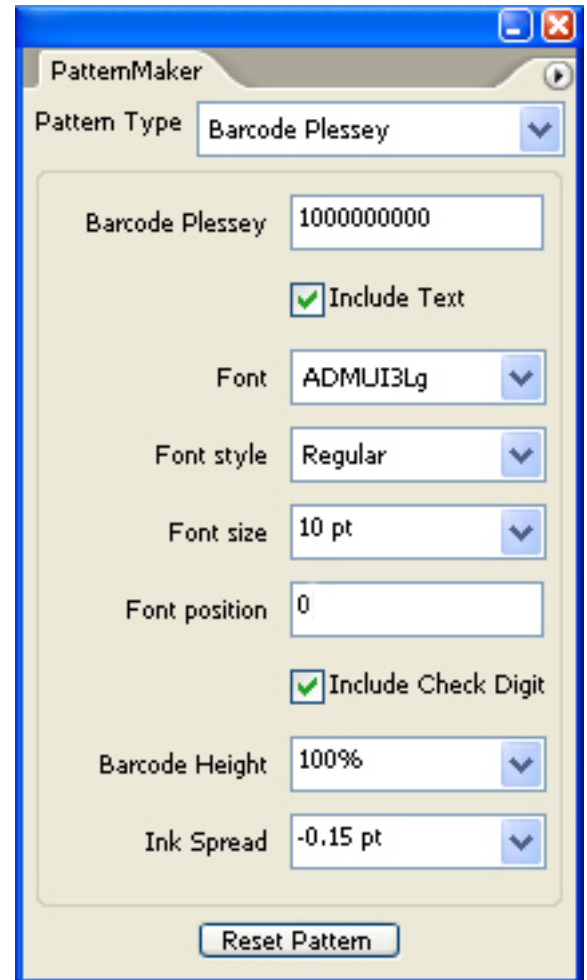 PatternMaker
Pattern Type Barcode Plessey
Barcode Plessey 1000000000
Include Text
Font ADMUI3Lg
Font style Regular
Font size 10 pt
Font position 0
Include Check Digit
Barcode Height 100%
Ink Spread -0.15 pt
Reset Pattern